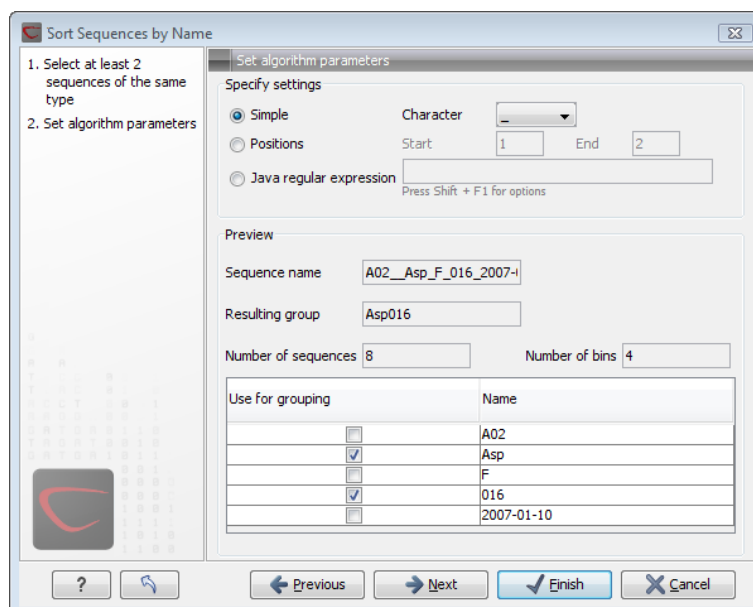 Sort Sequences by Name
1. Select at least 2
sequences of the same
type
2. Set algorithm parameters
Set algorithm parameters
Specify settings
Simple Character _
Positions Start 1 End 2
Java regular expression
Press Shift + F1 for options
Preview
Sequence name A02__Asp_F_016_2007-
Resulting group Asp016
Number of sequences 8 Number of bins 4
Use for grouping Name
A02
Asp
F
016
2007-01-10
? Previous Next Finish Cancel